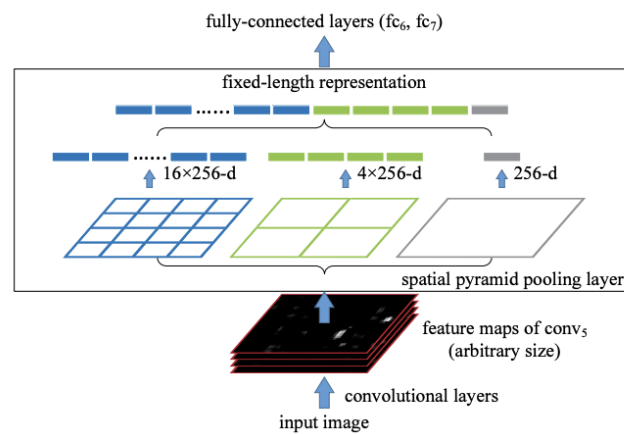 fully-connected layers (fc6, fc7)
fixed-length representation
16×256-d
4×256-d
256-d
spatial pyramid pooling layer
feature maps of conv5
(arbitrary size)
convolutional layers
input image